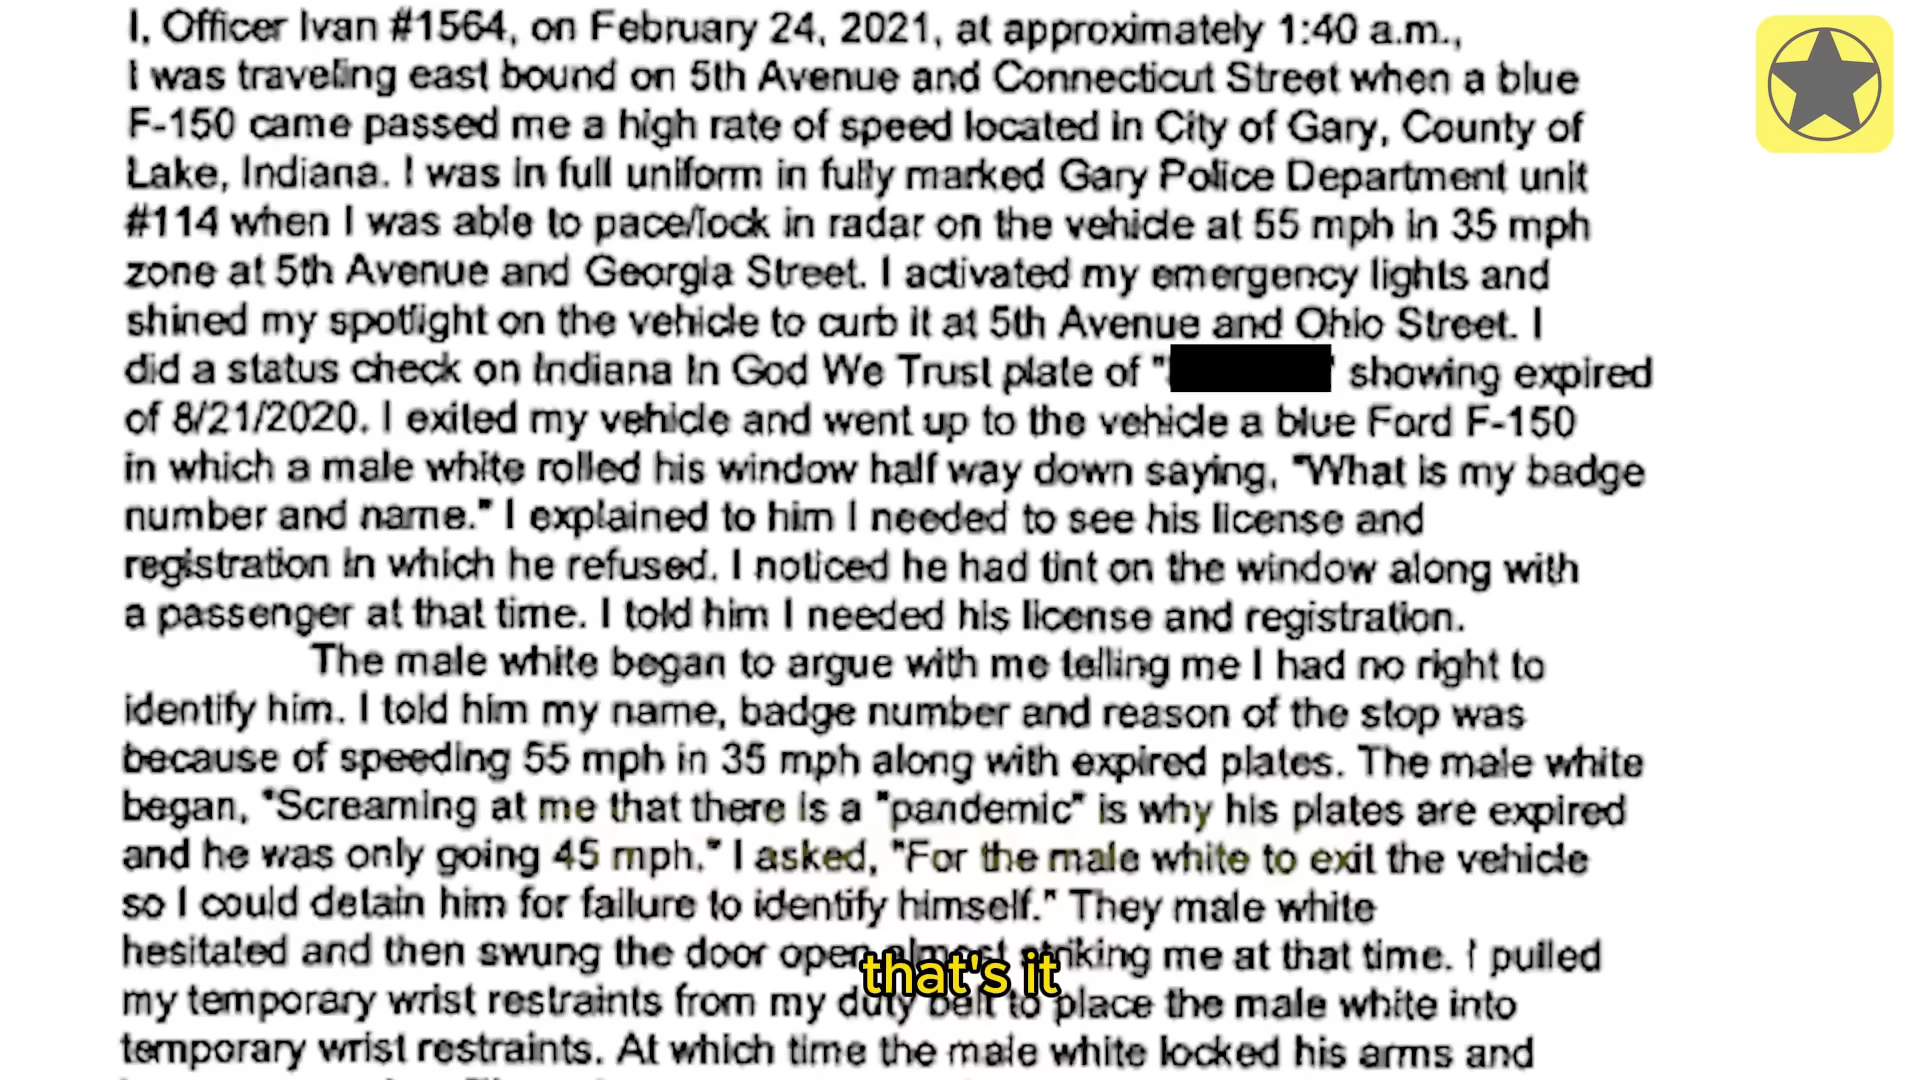 I, Officer Ivan #1564, on February 24, 2021, at approximately 1:40 a.m.,
I was traveling east bound on 5th Avenue and Connecticut Street when a blue
F-150 came passed me a high rate of speed located in City of Gary, County of
Lake, Indiana. I was in full uniform in fully marked Gary Police Department unit
#114 when I was able to pace/lock in radar on the vehicle at 55 mph in 35 mph
zone at 5th Avenue and Georgia Street. I activated my emergency lights and
shined my spotlight on the vehicle to curb it at 5th Avenue and Ohio Street. I
did a status check on Indiana In God We Trust plate of " " showing expired
of 8/21/2020. I exited my vehicle and went up to the vehicle a blue Ford F-150
in which a male white rolled his window half way down saying, "What is my badge
number and name." I explained to him I needed to see his license and
registration in which he refused. I noticed he had tint on the window along with
a passenger at that time. I told him I needed his license and registration.
The male white began to argue with me telling me I had no right to
identify him. I told him my name, badge number and reason of the stop was
because of speeding 55 mph in 35 mph along with expired plates. The male white
began, "Screaming at me that there is a "pandemic" is why his plates are expired
and he was only going 45 mph." I asked, "For the male white to exit the vehicle
so I could detain him for failure to identify himself." They male white
hesitated and then swung the door open almost striking me at that time. I pulled
that's it
my temporary wrist restraints from my duty belt to place the male white into
temporary wrist restraints. At which time the male white locked his arms and